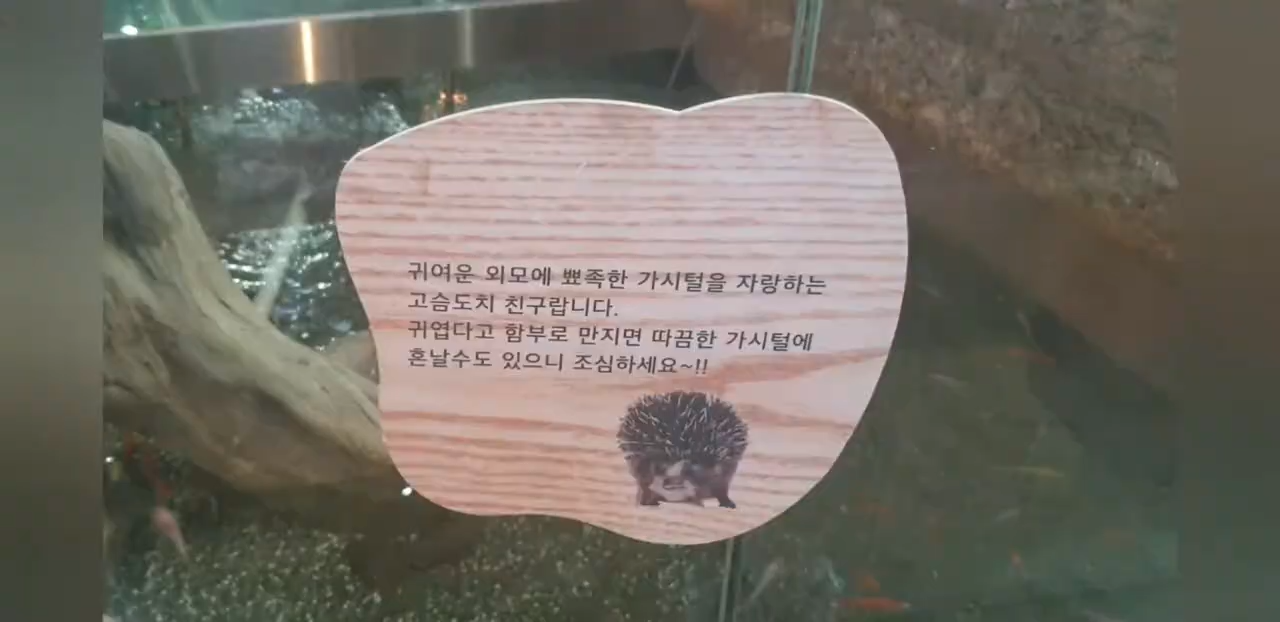 귀여운 외모에 뾰족한 가시털을 자랑하는
고슴도치 친구랍니다.
귀엽다고 함부로 만지면 따끔한 가시털에
혼날수도 있으니 조심하세요~!!